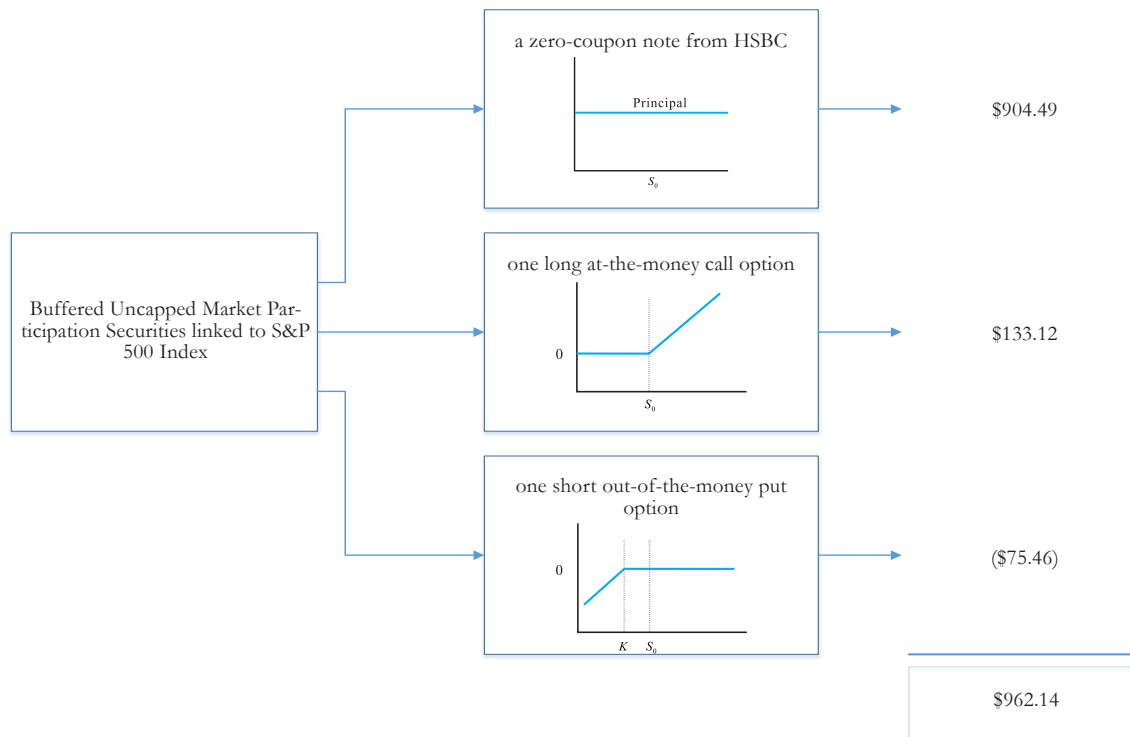 a zero-coupon note from HSBC
Principal
S₀
$904.49
Buffered Uncapped Market Par-
ticipation Securities linked to S&P
500 Index
one long at-the-money call option
0
S₀
$133.12
one short out-of-the-money put
option
0
K S₀
($75.46)
$962.14